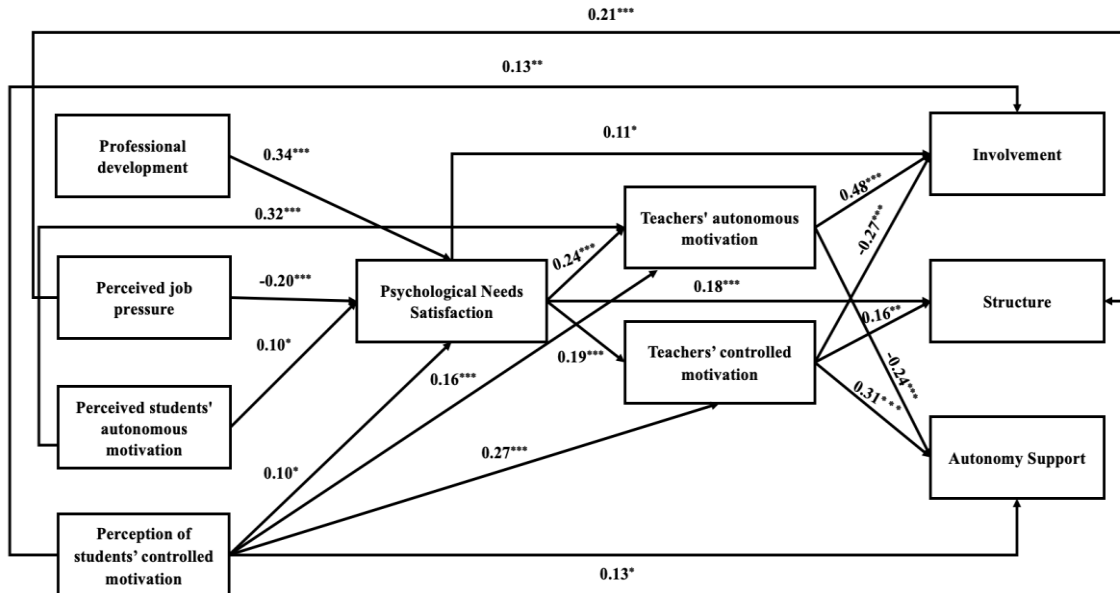 0.21***
0.13**
Professional
development
0.34***
0.11*
Involvement
0.32***
Teachers' autonomous
motivation
0.48***
-0.27***
Perceived job
pressure
-0.20***
Psychological Needs
Satisfaction
0.24***
0.18***
Structure
0.10*
0.19***
Teachers’ controlled
motivation
0.16**
0.16***
-0.24***
0.31***
Perceived students'
autonomous
motivation
0.10*
0.27***
Autonomy Support
Perception of
students’ controlled
motivation
0.13*